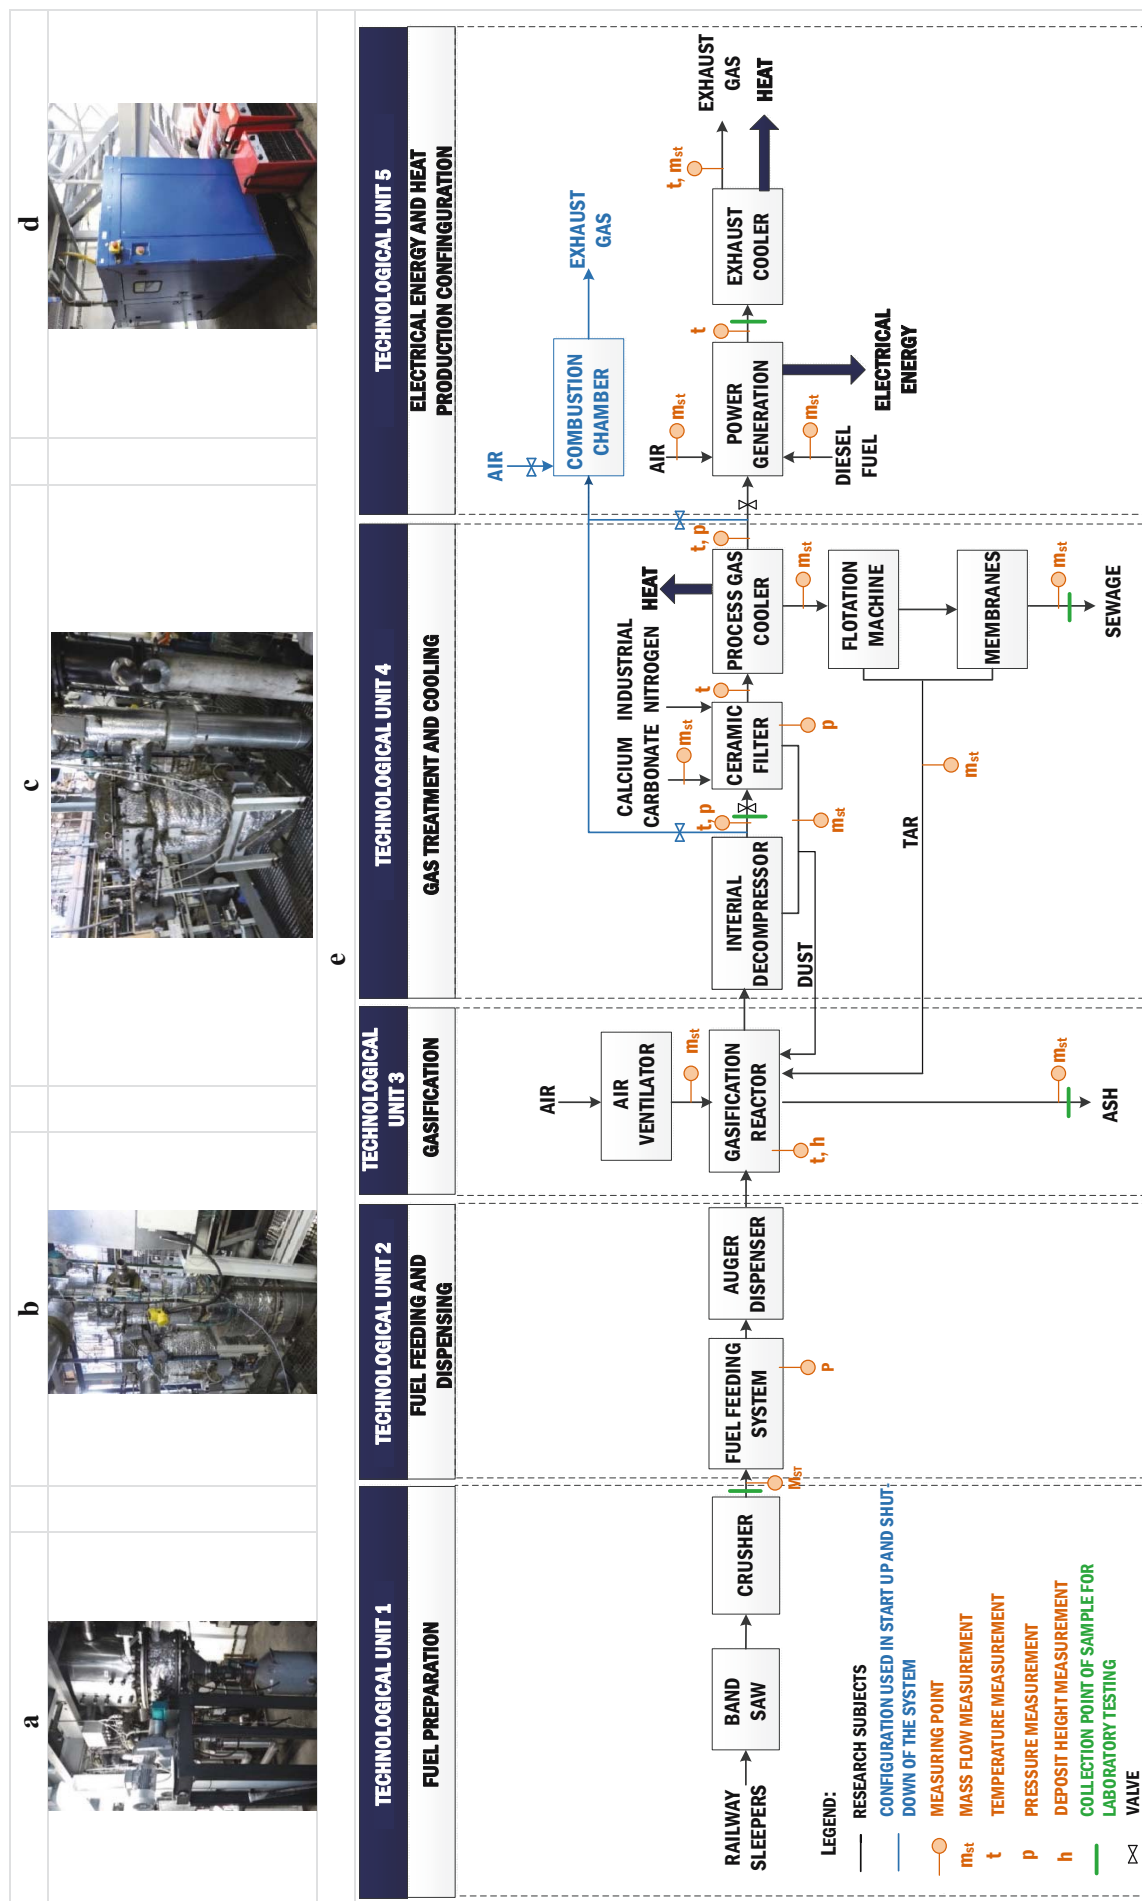 a
b
c
d
e
TECHNOLOGICAL UNIT 1
FUEL PREPARATION
TECHNOLOGICAL UNIT 2
FUEL FEEDING AND
DISPENSING
TECHNOLOGICAL
UNIT 3
GASIFICATION
TECHNOLOGICAL UNIT 4
GAS TREATMENT AND COOLING
TECHNOLOGICAL UNIT 5
ELECTRICAL ENERGY AND HEAT
PRODUCTION CONFINGURATION
RAILWAY
SLEEPERS
BAND
SAW
CRUSHER
MST
FUEL FEEDING
SYSTEM
P
AUGER
DISPENSER
AIR
AIR
VENTILATOR
mst
GASIFICATION
REACTOR
t, h
mst
ASH
INTERIAL
DECOMPRESSOR
DUST
t, p
mst
CALCIUM
CARBONATE
INDUSTRIAL
NITROGEN
mst
CERAMIC
FILTER
p
t
HEAT
PROCESS GAS
COOLER
t, p
mst
FLOTATION
MACHINE
MEMBRANES
mst
SEWAGE
TAR
mst
AIR
COMBUSTION
CHAMBER
EXHAUST
GAS
AIR
mst
POWER
GENERATION
mst
DIESEL
FUEL
ELECTRICAL
ENERGY
t
EXHAUST
COOLER
t, mst
EXHAUST
GAS
HEAT
LEGEND:
RESEARCH SUBJECTS
CONFIGURATION USED IN START UP AND SHUT-
DOWN OF THE SYSTEM
MEASURING POINT
mst MASS FLOW MEASUREMENT
t TEMPERATURE MEASUREMENT
p PRESSURE MEASUREMENT
h DEPOSIT HEIGHT MEASUREMENT
COLLECTION POINT OF SAMPLE FOR
LABORATORY TESTING
VALVE